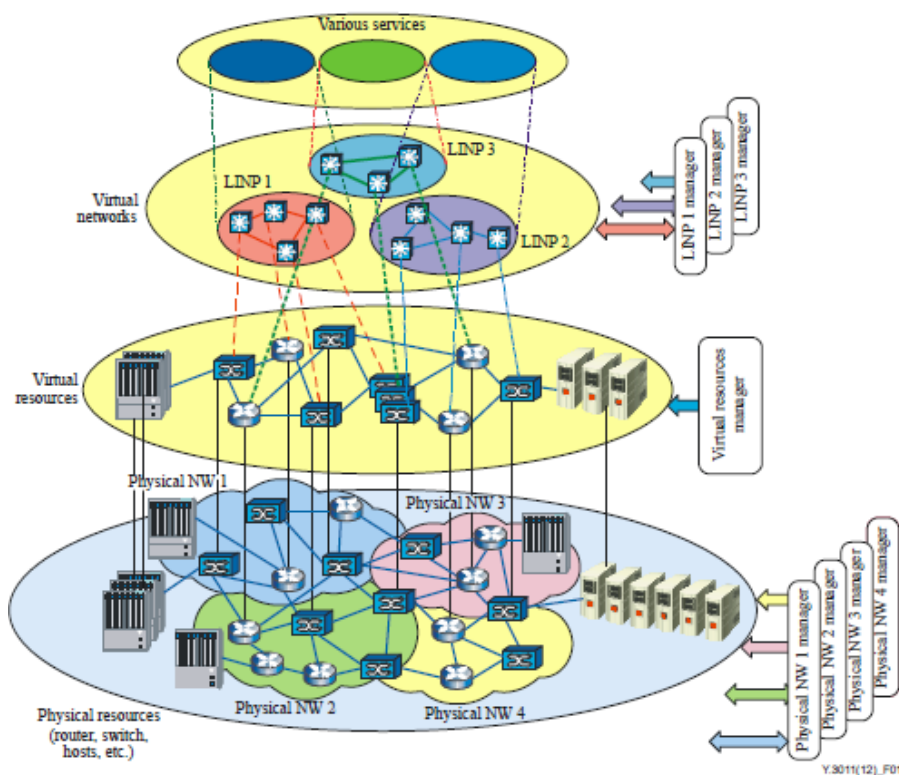 Various services
LINP 3
LINP 1
Virtual
networks
LINP 2
LINP 1 manager
LINP 2 manager
LINP 3 manager
Virtual
resources
Virtual resources
manager
Physical NW 1
Physical NW 3
Physical NW 2
Physical NW 4
Physical resources
(router, switch,
hosts, etc.)
Physical NW 1 manager
Physical NW 2 manager
Physical NW 3 manager
Physical NW 4 manager
Y.3011(12)_F01